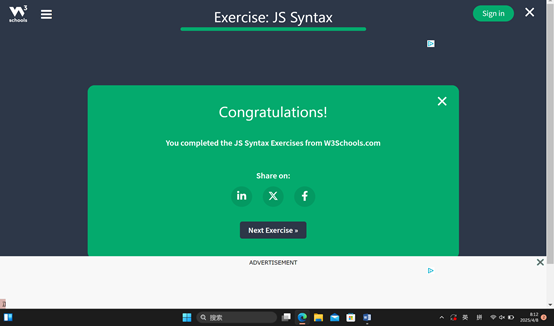 W3
schools
Exercise: JS Syntax
Sign in
Congratulations!
You completed the JS Syntax Exercises from W3Schools.com
Share on:
in X f
Next Exercise »
ADVERTISEMENT
搜索
英
拼
8:12
2025/4/8